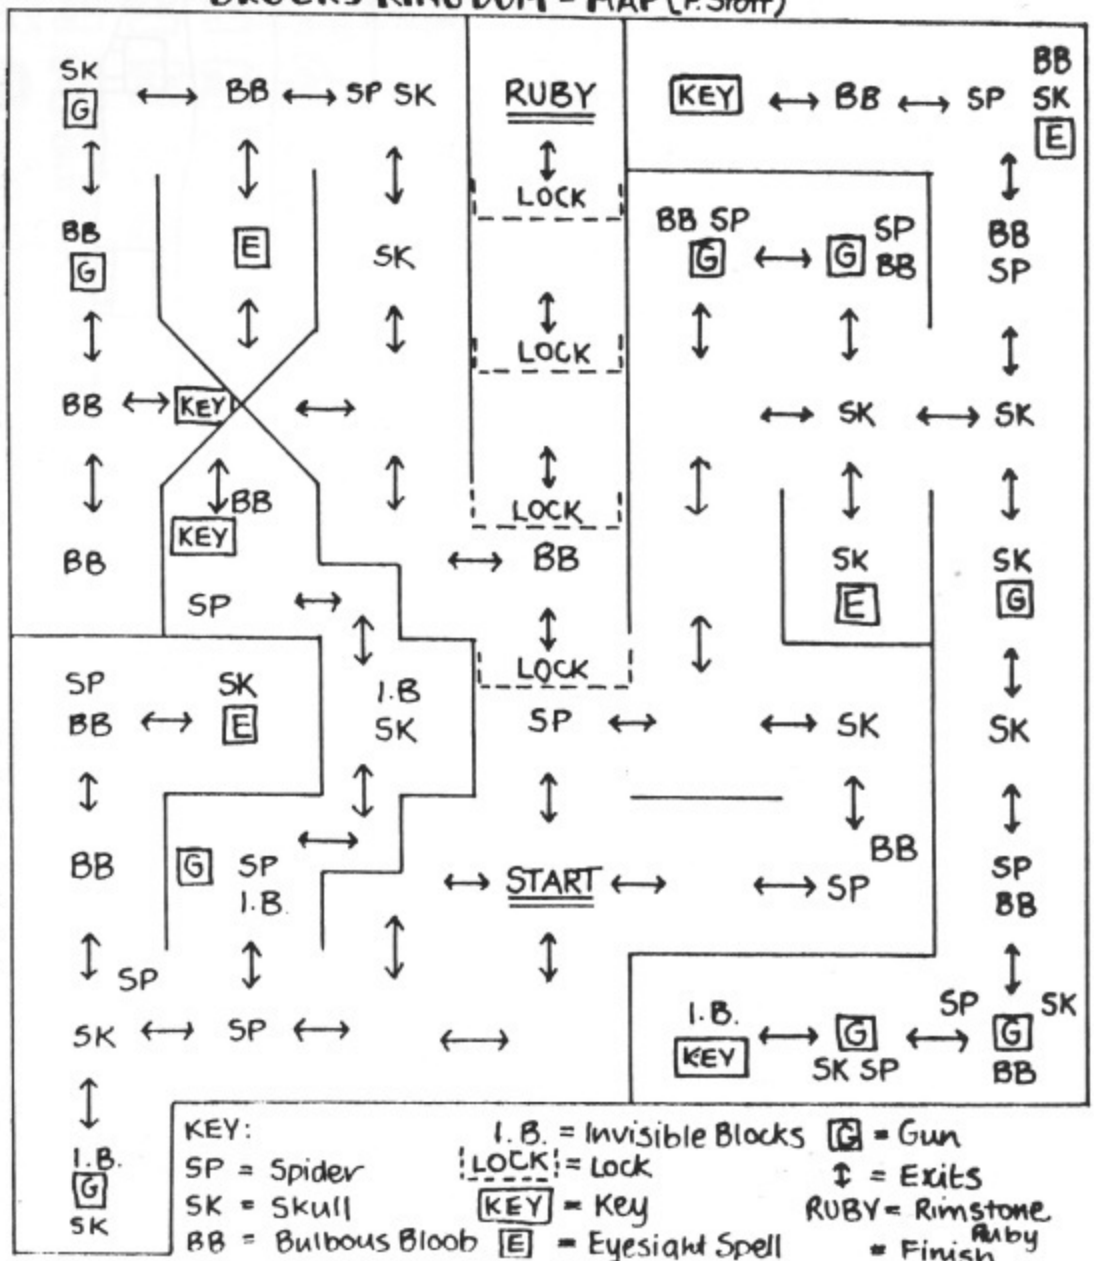 SK BB SP SK RUBY KEY BB SP BB
SK
G E
LOCK
BB G E SK BB SP G G SP BB BB SP
LOCK
BB KEY SK SK
BB KEY LOCK
BB SP BB SK E SK G
LOCK
SP BB SK E I.B SK SP SK SK
BB G SP I.B. START SP BB SP BB
SP
SK SP I.B. KEY G SK SP SP G SK BB
I.B. G SK
KEY: I.B. = Invisible Blocks G = Gun
SP = Spider LOCK = Lock ↕ = Exits
SK = Skull KEY = Key RUBY = Rimstone Ruby
BB = Bulbous Bloob E = Eyesight Spell = Finish